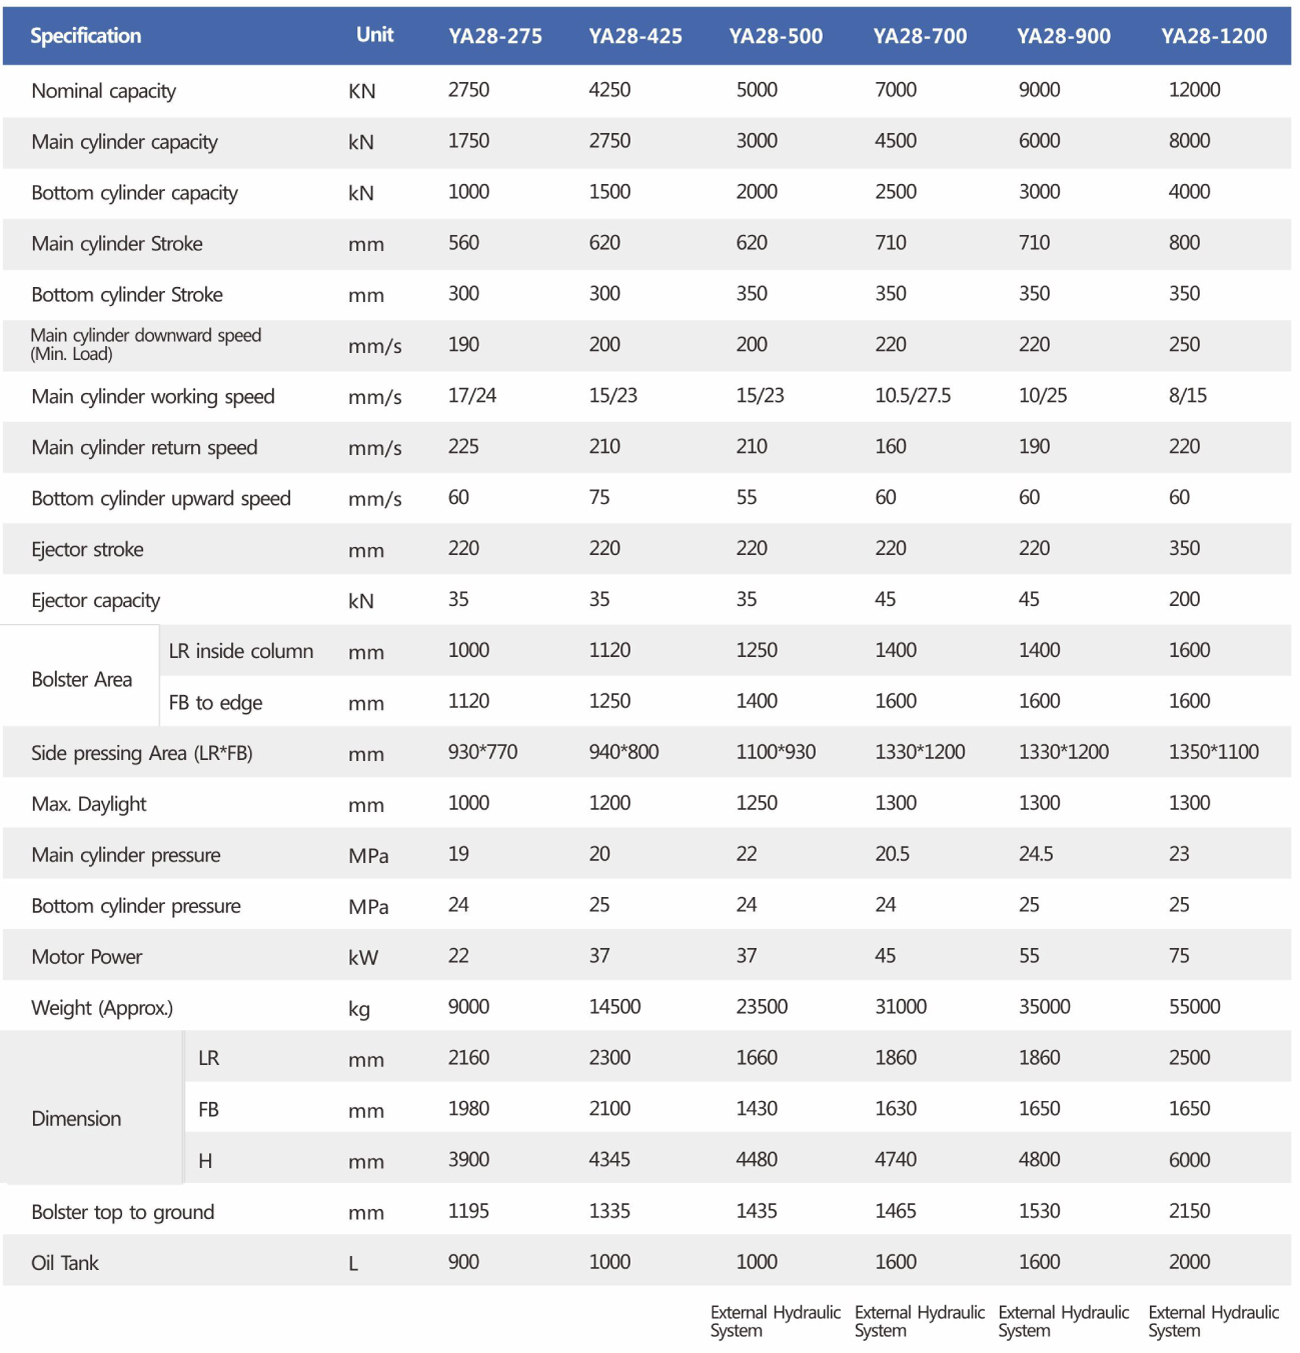 Specification Unit YA28-275 YA28-425 YA28-500 YA28-700 YA28-900 YA28-1200
Nominal capacity KN 2750 4250 5000 7000 9000 12000
Main cylinder capacity kN 1750 2750 3000 4500 6000 8000
Bottom cylinder capacity kN 1000 1500 2000 2500 3000 4000
Main cylinder Stroke mm 560 620 620 710 710 800
Bottom cylinder Stroke mm 300 300 350 350 350 350
Main cylinder downward speed
(Min. Load) mm/s 190 200 200 220 220 250
Main cylinder working speed mm/s 17/24 15/23 15/23 10.5/27.5 10/25 8/15
Main cylinder return speed mm/s 225 210 210 160 190 220
Bottom cylinder upward speed mm/s 60 75 55 60 60 60
Ejector stroke mm 220 220 220 220 220 350
Ejector capacity kN 35 35 35 45 45 200
Bolster Area
LR inside column mm 1000 1120 1250 1400 1400 1600
FB to edge mm 1120 1250 1400 1600 1600 1600
Side pressing Area (LR*FB) mm 930*770 940*800 1100*930 1330*1200 1330*1200 1350*1100
Max. Daylight mm 1000 1200 1250 1300 1300 1300
Main cylinder pressure MPa 19 20 22 20.5 24.5 23
Bottom cylinder pressure MPa 24 25 24 24 25 25
Motor Power kW 22 37 37 45 55 75
Weight (Approx.) kg 9000 14500 23500 31000 35000 55000
Dimension
LR mm 2160 2300 1660 1860 1860 2500
FB mm 1980 2100 1430 1630 1650 1650
H mm 3900 4345 4480 4740 4800 6000
Bolster top to ground mm 1195 1335 1435 1465 1530 2150
Oil Tank L 900 1000 1000 1600 1600 2000
External Hydraulic External Hydraulic External Hydraulic External Hydraulic
System System System System